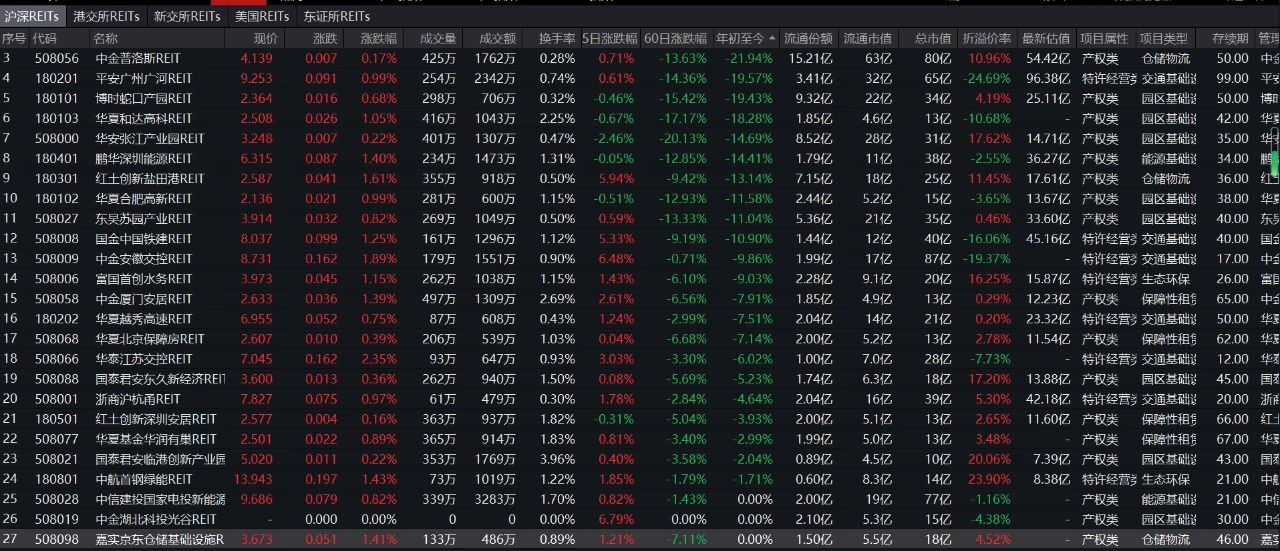 沪深REITs 港交所REITs 新交所REITs 美国REITs 东证所REITs
序号 代码 名称 现价 涨跌 涨跌幅 成交量 成交额 换手率 5日涨跌幅 60日涨跌幅 年初至今 流通份额 流通市值 总市值 折溢价率 最新估值 项目属性 项目类型 存续期 管理
3 508056 中金普洛斯REIT 4.139 0.007 0.17% 425万 1762万 0.28% 0.71% -13.63% -21.94% 15.21亿 63亿 80亿 10.96% 54.42亿 产权类 仓储物流 50.00 中金
4 180201 平安广州广河REIT 9.253 0.091 0.99% 254万 2342万 0.74% 0.61% -14.36% -19.57% 3.41亿 32亿 65亿 -24.69% 96.38亿 特许经营 交通基础设 99.00 平安
5 180101 博时蛇口产园REIT 2.364 0.016 0.68% 298万 706万 0.32% -0.46% -15.42% -19.43% 9.32亿 22亿 34亿 4.19% 25.11亿 产权类 园区基础设 50.00 博时
6 180103 华夏和达高科REIT 2.508 0.026 1.05% 416万 1043万 2.25% -0.67% -17.17% -18.28% 1.85亿 4.6亿 13亿 -10.68% - 产权类 园区基础设 42.00 华夏
7 508000 华安张江产业园REIT 3.248 0.007 0.22% 401万 1307万 0.47% -2.46% -20.13% -14.69% 8.52亿 28亿 31亿 17.62% 14.71亿 产权类 园区基础设 35.00 华安
8 180401 鹏华深圳能源REIT 6.315 0.087 1.40% 234万 1473万 1.31% -0.05% -12.85% -14.41% 1.79亿 11亿 38亿 -2.55% 36.27亿 产权类 能源基础设 34.00 鹏
9 180301 红土创新盐田港REIT 2.587 0.041 1.61% 355万 918万 0.50% 5.94% -9.42% -13.14% 7.15亿 18亿 25亿 11.45% 17.61亿 产权类 仓储物流 36.00 红
10 180102 华夏合肥高新REIT 2.136 0.021 0.99% 281万 600万 1.15% -0.51% -12.93% -11.58% 2.44亿 5.2亿 15亿 -3.65% 13.67亿 产权类 园区基础设 38.00 华夏
11 508027 东吴苏园产业REIT 3.914 0.032 0.82% 269万 1049万 0.50% 0.59% -13.33% -11.04% 5.36亿 21亿 35亿 0.46% 33.60亿 产权类 园区基础设 40.00 东吴
12 508008 国金中国铁建REIT 8.037 0.099 1.25% 161万 1296万 1.12% 5.33% -9.19% -10.90% 1.44亿 12亿 40亿 -16.06% 45.16亿 特许经营 交通基础设 40.00 国金
13 508009 中金安徽交控REIT 8.731 0.162 1.89% 179万 1551万 0.90% 6.48% -0.71% -9.86% 1.99亿 17亿 87亿 -19.37% - 特许经营 交通基础设 17.00 中金
14 508006 富国首创水务REIT 3.973 0.045 1.15% 262万 1038万 1.15% 1.43% -6.10% -9.03% 2.28亿 9.1亿 20亿 16.25% 15.87亿 特许经营 生态环保 26.00 富国
15 508058 中金厦门安居REIT 2.633 0.036 1.39% 497万 1309万 2.69% 2.61% -6.56% -7.91% 1.85亿 4.9亿 13亿 0.29% 12.23亿 产权类 保障性租赁 65.00 中金
16 180202 华夏越秀高速REIT 6.955 0.052 0.75% 87万 608万 0.43% 1.24% -2.99% -7.51% 2.04亿 14亿 21亿 0.20% 23.32亿 特许经营 交通基础设 50.00 华夏
17 508068 华夏北京保障房REIT 2.607 0.010 0.39% 206万 539万 1.03% 0.04% -6.68% -7.14% 2.00亿 5.2亿 13亿 2.78% 11.54亿 产权类 保障性租赁 62.00 华夏
18 508066 华泰江苏交控REIT 7.045 0.162 2.35% 93万 647万 0.93% 3.03% -3.30% -6.02% 1.00亿 7.0亿 28亿 -7.73% - 特许经营 交通基础设 12.00 华泰
19 508088 国泰君安东久新经济REIT 3.600 0.013 0.36% 262万 940万 1.50% 0.08% -5.69% -5.23% 1.74亿 6.3亿 18亿 17.20% 13.88亿 产权类 园区基础设 45.00 国泰
20 508001 浙商沪杭甬REIT 7.827 0.075 0.97% 61万 479万 0.30% 1.78% -2.84% -4.64% 2.04亿 16亿 39亿 5.30% 42.18亿 特许经营 交通基础设 20.00 浙商
21 180501 红土创新深圳安居REIT 2.577 0.004 0.16% 363万 937万 1.82% -0.31% -5.04% -3.93% 2.00亿 5.1亿 13亿 2.65% 11.60亿 产权类 保障性租赁 66.00 红土
22 508077 华夏基金华润有巢REIT 2.501 0.022 0.89% 365万 914万 1.83% 0.81% -3.40% -2.99% 1.99亿 5.0亿 13亿 3.48% - 产权类 保障性租赁 67.00 华夏
23 508021 国泰君安临港创新产业园 5.020 0.011 0.22% 353万 1769万 3.96% 0.40% -3.58% -2.04% 0.89亿 4.5亿 10亿 20.06% 7.39亿 产权类 园区基础设 43.00 国泰
24 180801 中航首钢绿能REIT 13.943 0.197 1.43% 73万 1019万 1.22% 1.85% -1.79% -1.71% 0.60亿 8.3亿 14亿 23.90% 8.38亿 特许经营 生态环保 21.00 中航
25 508028 中信建投国家电投新能源 9.686 0.079 0.82% 339万 3283万 1.70% 0.82% -1.43% 0.00% 2.00亿 19亿 77亿 -1.16% - 产权类 能源基础设 21.00 中信
26 508019 中金湖北科投光谷REIT - 0.000 0.00% 0 0 0.00% 6.79% 0.00% 0.00% 1.50亿 5.3亿 15亿 -4.38% - 产权类 园区基础设 30.00 中金
27 508098 嘉实京东仓储基础设施R 3.673 0.051 1.41% 133万 486万 0.89% 1.21% -7.11% 0.00% 1.50亿 5.5亿 18亿 4.52% - 产权类 仓储物流 46.00 嘉实